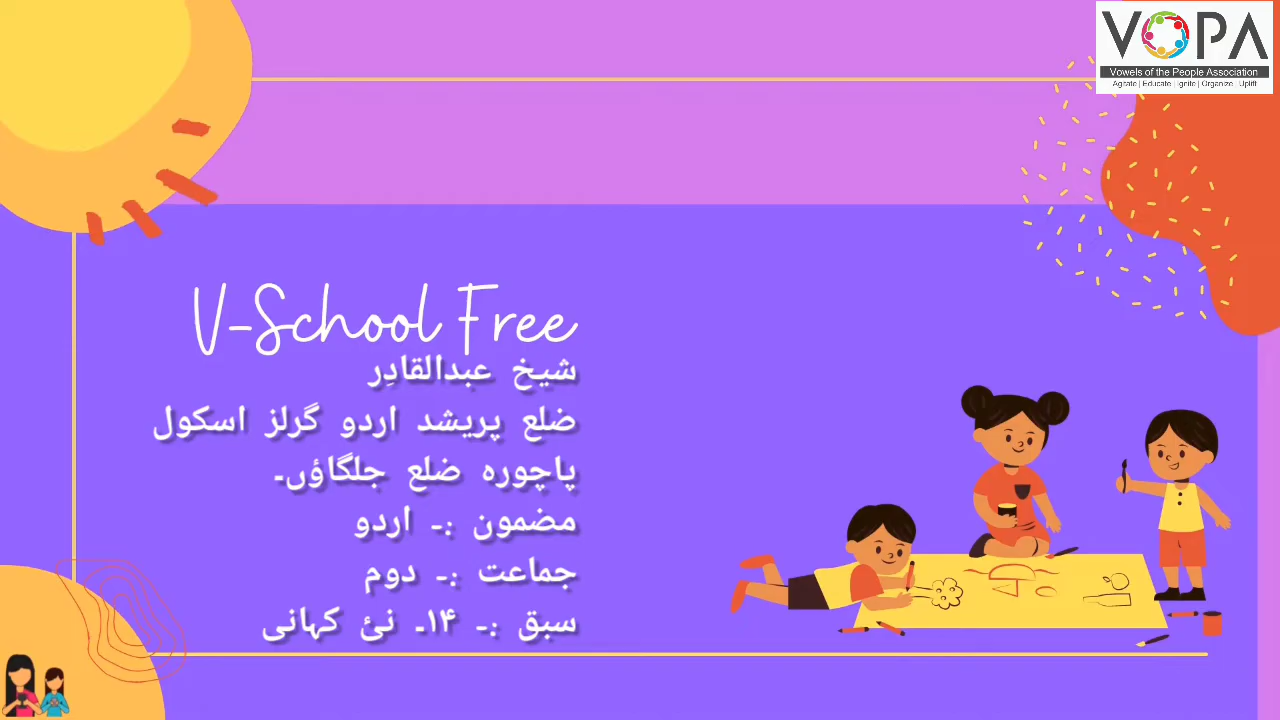 VOPA
Vowels of the People Association
Agitate | Educate | Ignite | Organize | Uplift
V-School Free
شیخ عبدالقادِر
ضلع پریشد اردو گرلز اسکول
پاچورہ ضلع جلگاؤں۔
مضمون :۔ اردو
جماعت :۔ دوم
سبق :۔ ۱۴۔ نئ کہانی